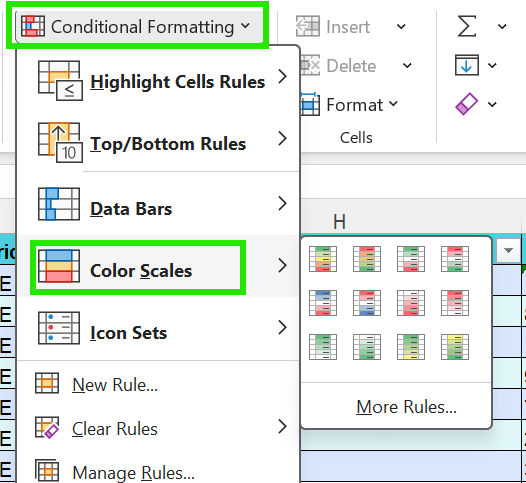 Conditional Formatting
Insert
Delete
Format
Cells
Highlight Cells Rules
Top/Bottom Rules
10
Data Bars
Color Scales
Icon Sets
New Rule...
Clear Rules
Manage Rules...
H
More Rules...
E
E
E
E
E
E